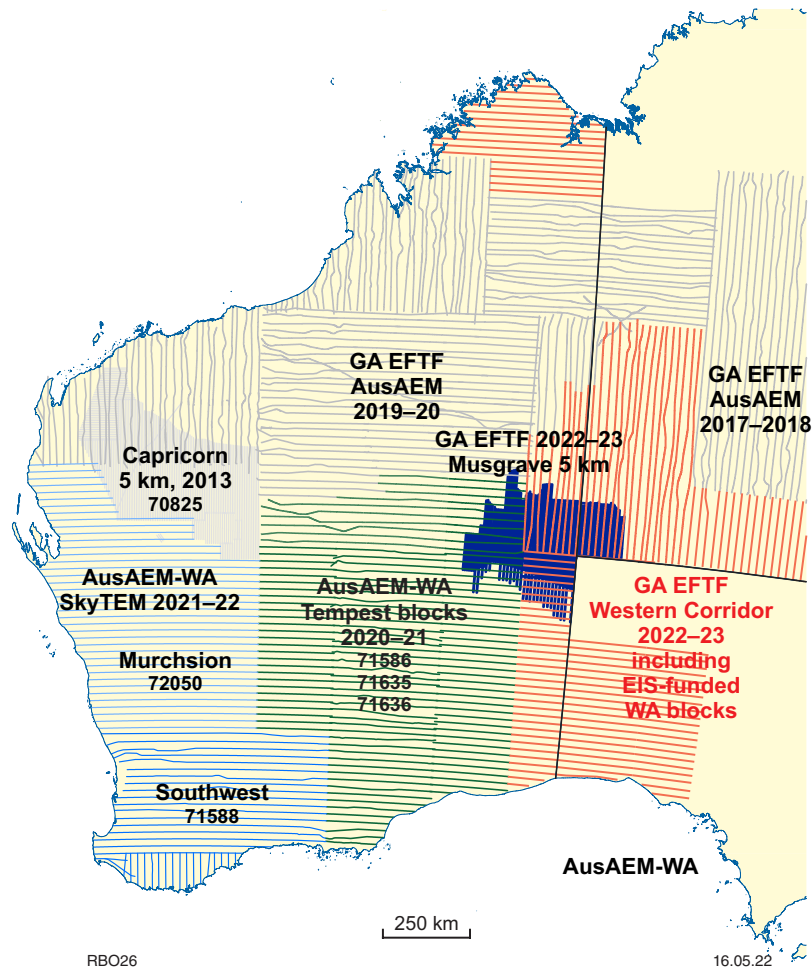 GA EFTF
AusAEM
2019–20
GA EFTF
AusAEM
2017–2018
GA EFTF 2022–23
Musgrave 5 km
Capricorn
5 km, 2013
70825
AusAEM-WA
SkyTEM 2021–22
Murchsion
72050
AusAEM-WA
Tempest blocks
2020–21
71586
71635
71636
GA EFTF
Western Corridor
2022–23
including
EIS-funded
WA blocks
Southwest
71588
AusAEM-WA
250 km
RBO26
16.05.22